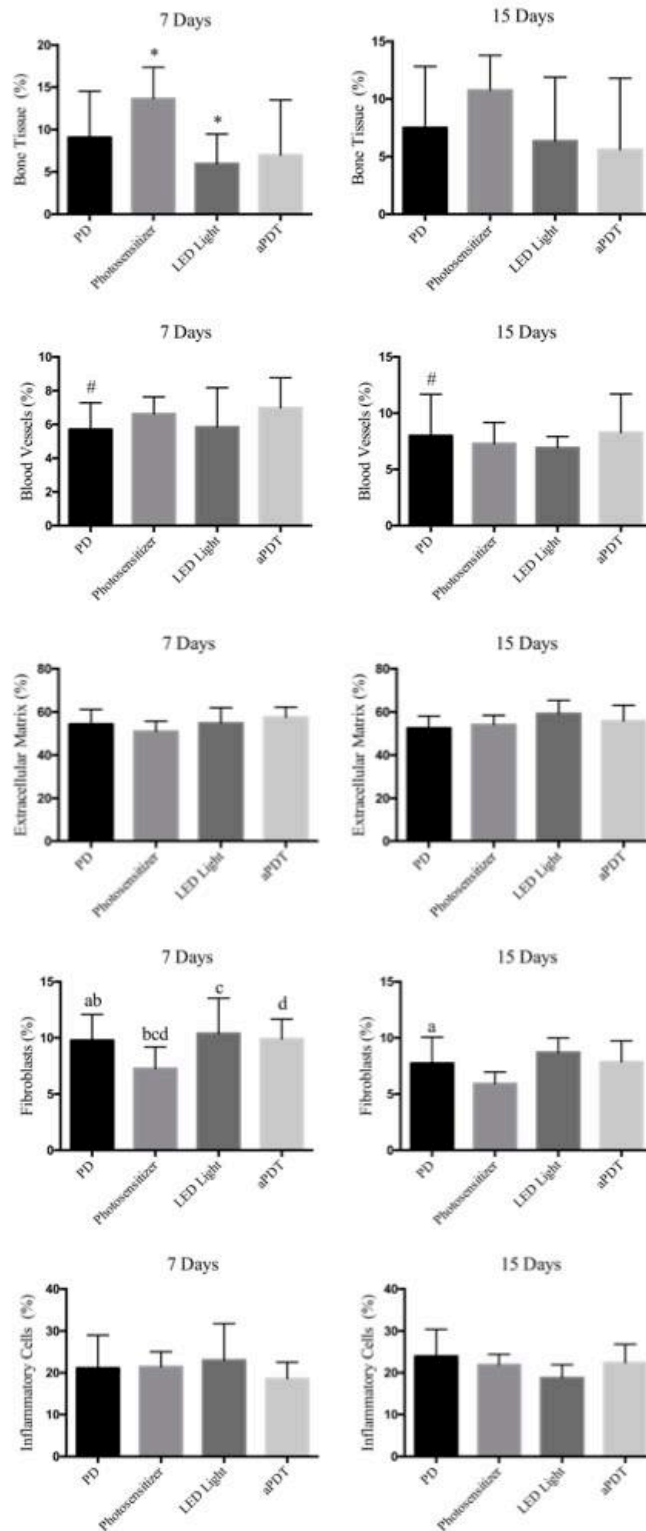 7 Days
Bone Tissue (%)
20
15
10
5
0
*
*
PD
Photosensitizer
LED Light
aPDT
15 Days
Bone Tissue (%)
15
10
5
0
PD
Photosensitizer
LED Light
aPDT
7 Days
Blood Vessels (%)
10
8
6
4
2
0
#
PD
Photosensitizer
LED Light
aPDT
15 Days
Blood Vessels (%)
15
10
5
0
#
PD
Photosensitizer
LED Light
aPDT
7 Days
Extracellular Matrix (%)
80
60
40
20
0
PD
Photosensitizer
LED Light
aPDT
15 Days
Extracellular Matrix (%)
80
60
40
20
0
PD
Photosensitizer
LED Light
aPDT
7 Days
Fibroblasts (%)
15
10
5
0
ab
bcd
c
d
PD
Photosensitizer
LED Light
aPDT
15 Days
Fibroblasts (%)
15
10
5
0
a
PD
Photosensitizer
LED Light
aPDT
7 Days
Inflammatory Cells (%)
40
30
20
10
0
PD
Photosensitizer
LED Light
aPDT
15 Days
Inflammatory Cells (%)
40
30
20
10
0
PD
Photosensitizer
LED Light
aPDT